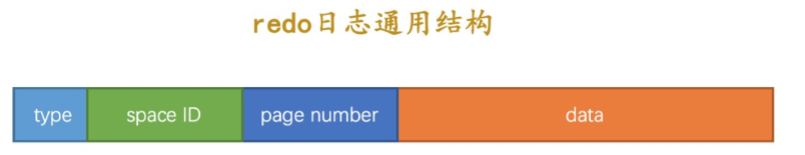 redo日志通用结构
type space ID page number data